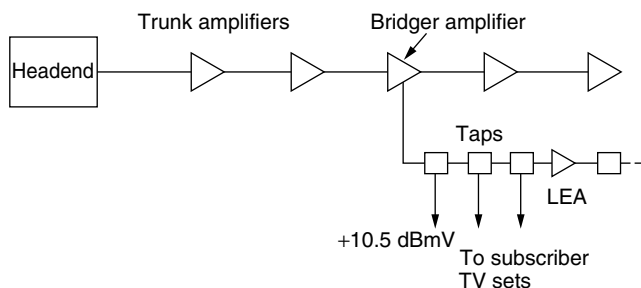 Trunk amplifiers
Bridger amplifier
Headend
Taps
LEA
+10.5 dBmV
To subscriber
TV sets